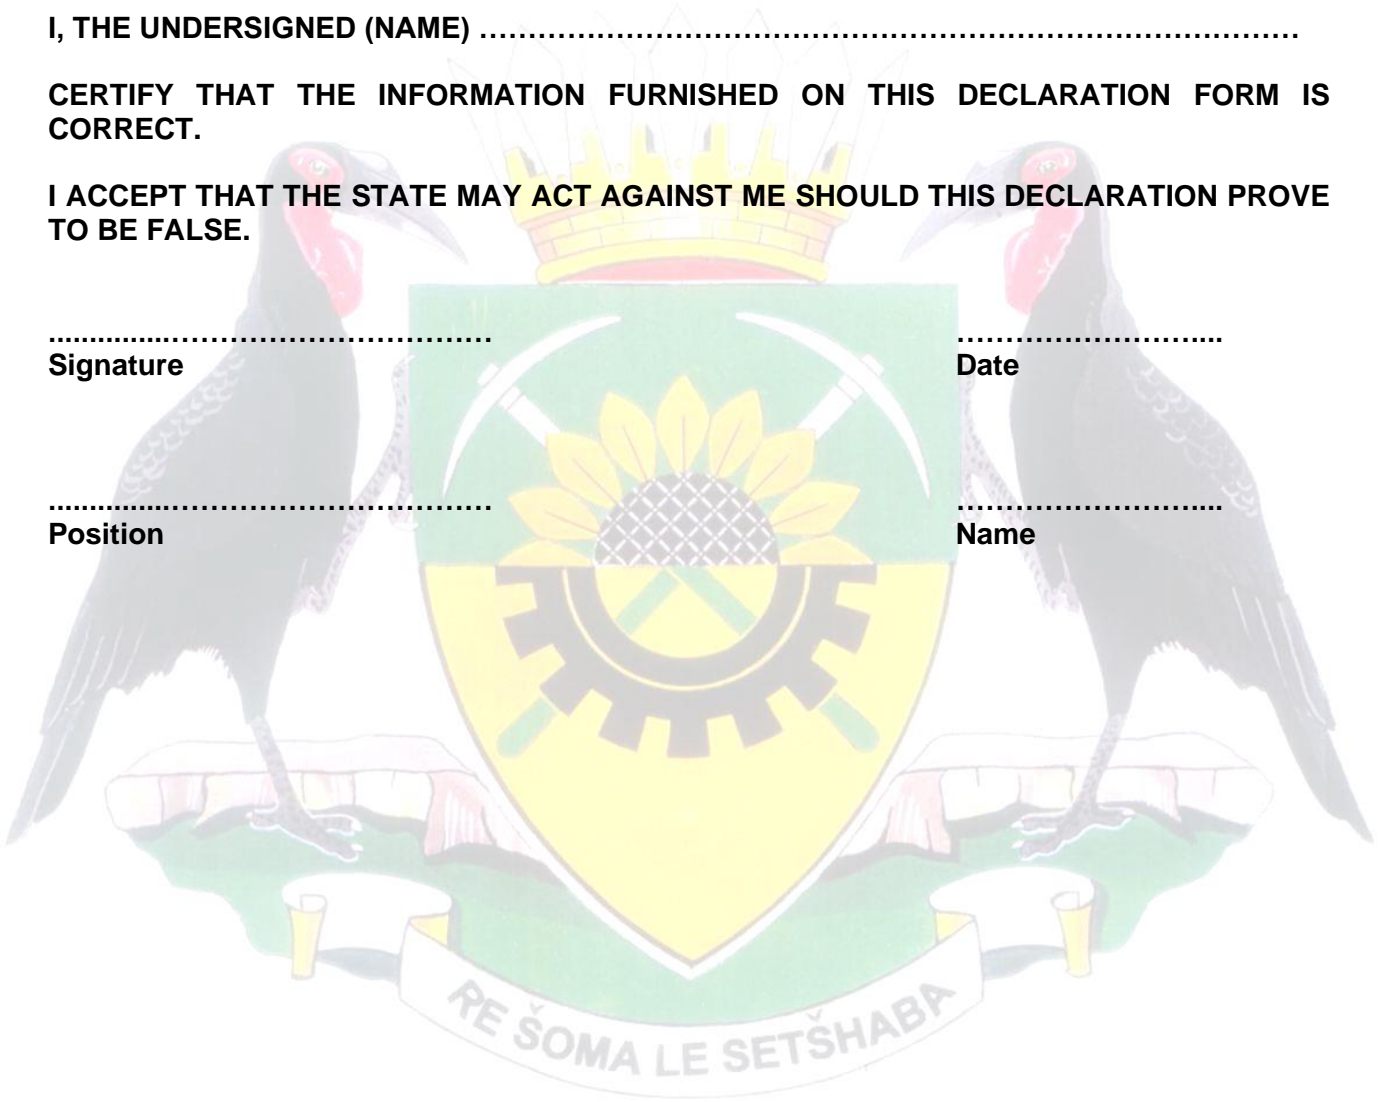 I, THE UNDERSIGNED (NAME) ……………………………………………………………………………
CERTIFY THAT THE INFORMATION FURNISHED ON THIS DECLARATION FORM IS
CORRECT.
I ACCEPT THAT THE STATE MAY ACT AGAINST ME SHOULD THIS DECLARATION PROVE
TO BE FALSE.
...............…………………………… ……………………....
Signature Date
...............…………………………… ……………………....
Position Name
RE ŠOMA LE SETŠHABA